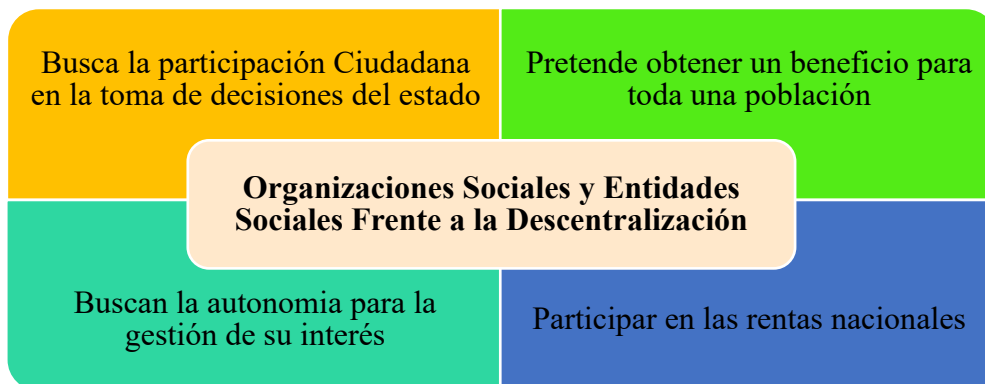 Busca la participación Ciudadana
en la toma de decisiones del estado
Pretende obtener un beneficio para
toda una población
Organizaciones Sociales y Entidades
Sociales Frente a la Descentralización
Buscan la autonomia para la
gestión de su interés
Participar en las rentas nacionales